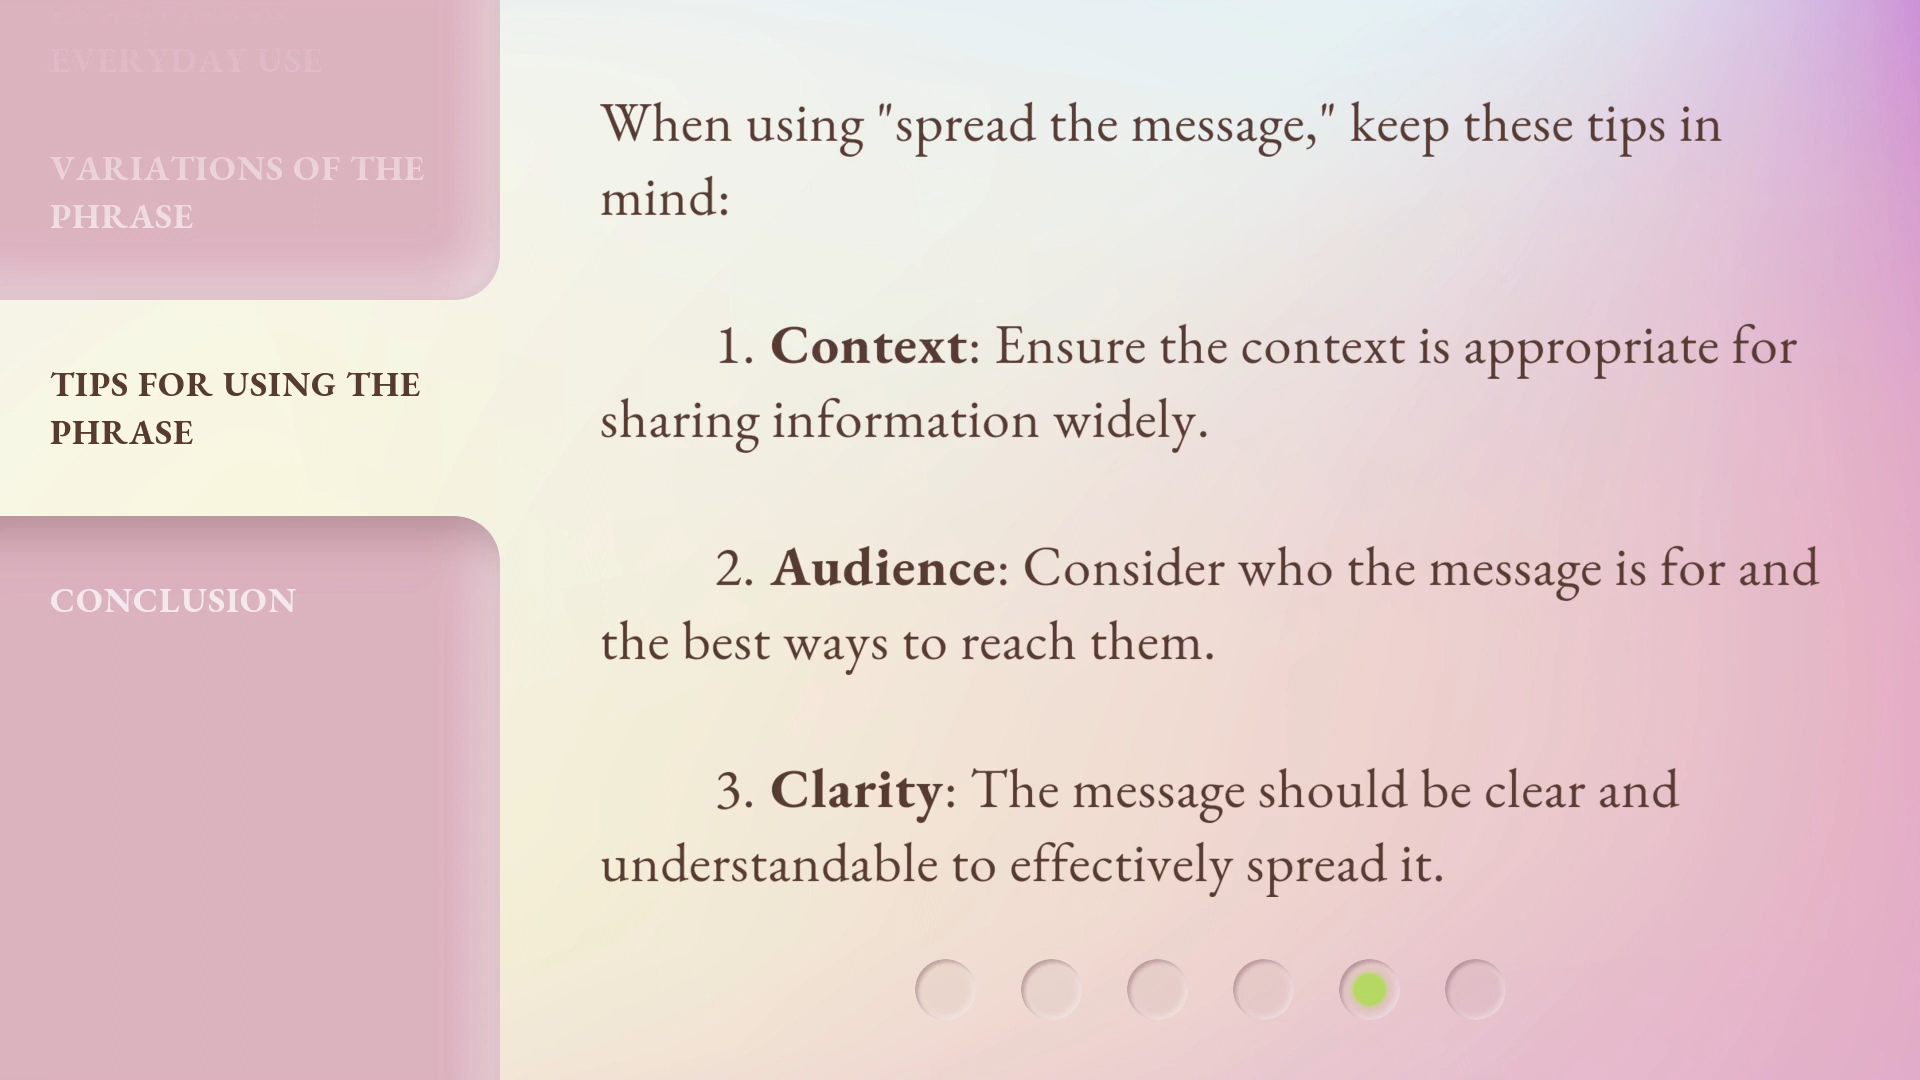 EVERYDAY USE
VARIATIONS OF THE
PHRASE
TIPS FOR USING THE
PHRASE
CONCLUSION
When using "spread the message," keep these tips in
mind:
1. Context: Ensure the context is appropriate for
sharing information widely.
2. Audience: Consider who the message is for and
the best ways to reach them.
3. Clarity: The message should be clear and
understandable to effectively spread it.